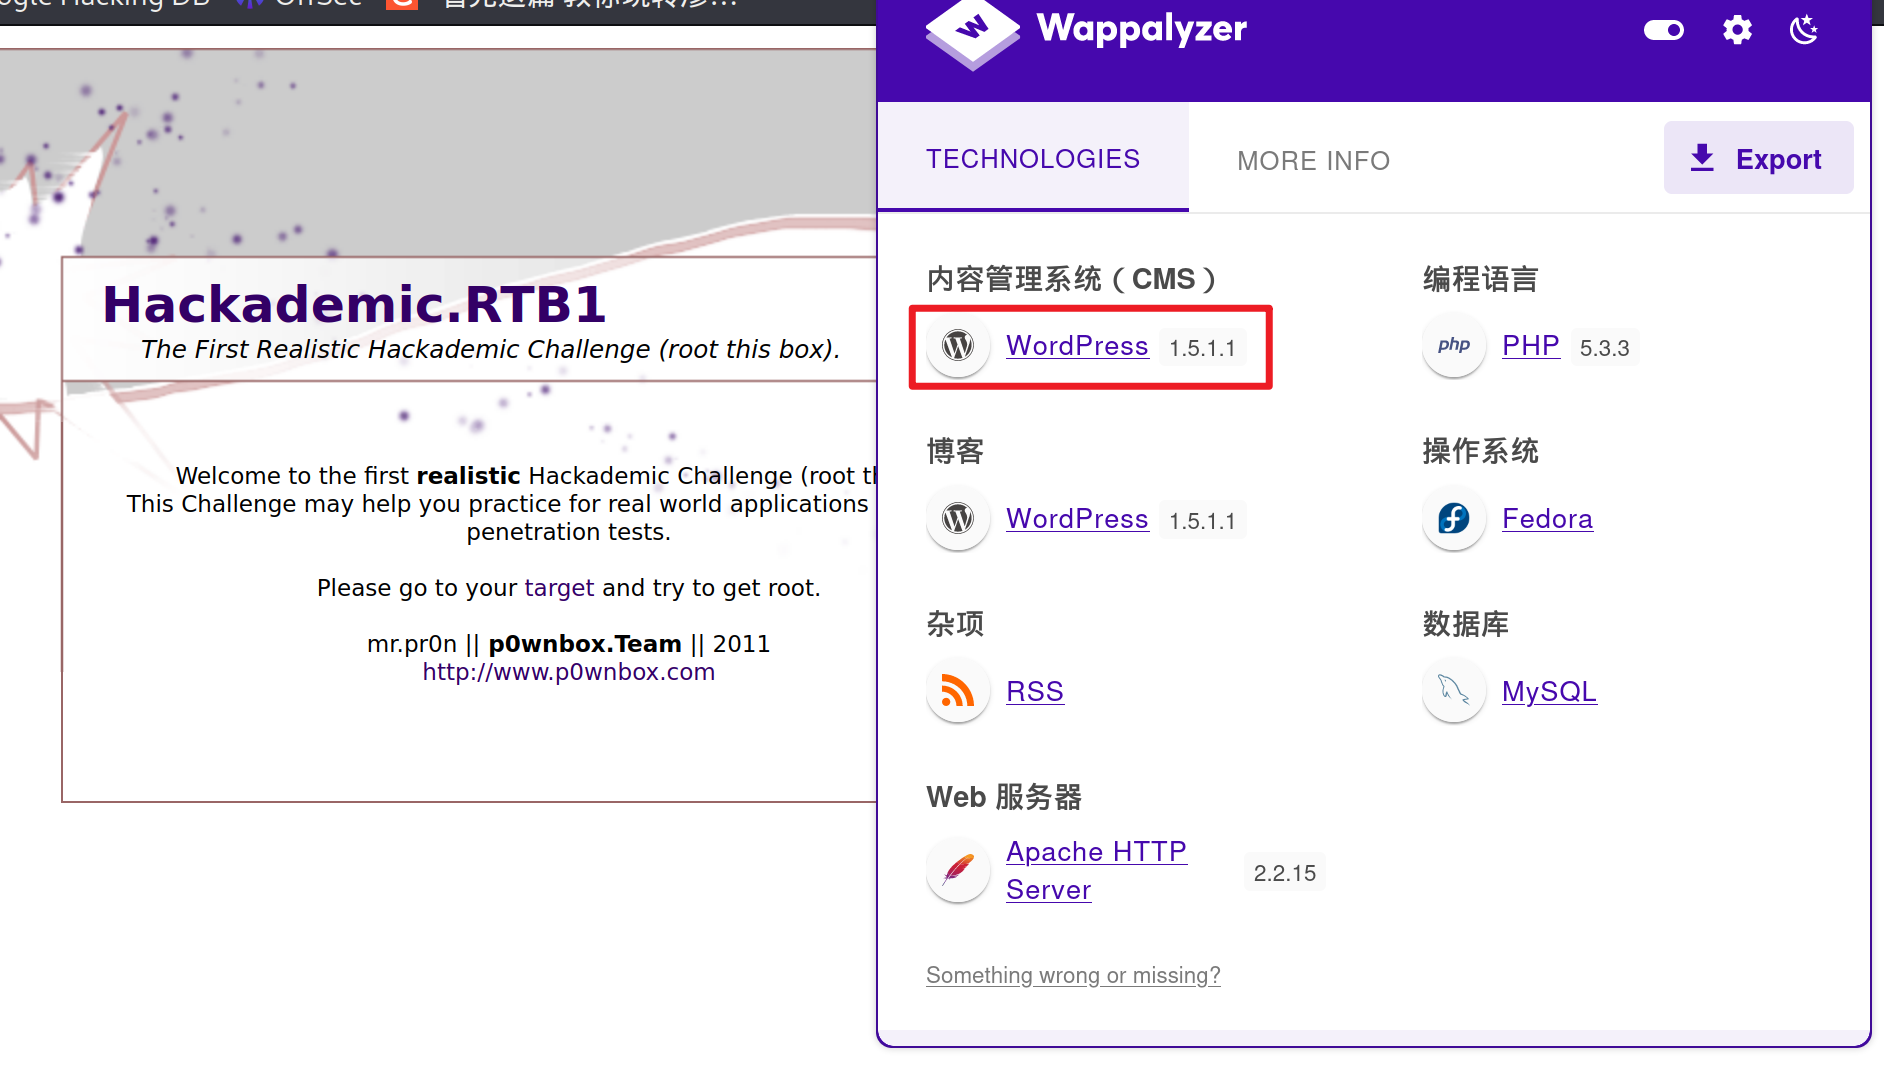 Hacking DB
OffSec
Hackademic.RTB1
The First Realistic Hackademic Challenge (root this box).
Welcome to the first realistic Hackademic Challenge (root th
This Challenge may help you practice for real world applications
penetration tests.
Please go to your target and try to get root.
mr.pr0n || p0wnbox.Team || 2011
http://www.p0wnbox.com
Wappalyzer
TECHNOLOGIES
MORE INFO
Export
内容管理系统（CMS）
WordPress 1.5.1.1
编程语言
php PHP 5.3.3
博客
WordPress 1.5.1.1
操作系统
Fedora
杂项
RSS
数据库
MySQL
Web 服务器
Apache HTTP
Server
2.2.15
Something wrong or missing?